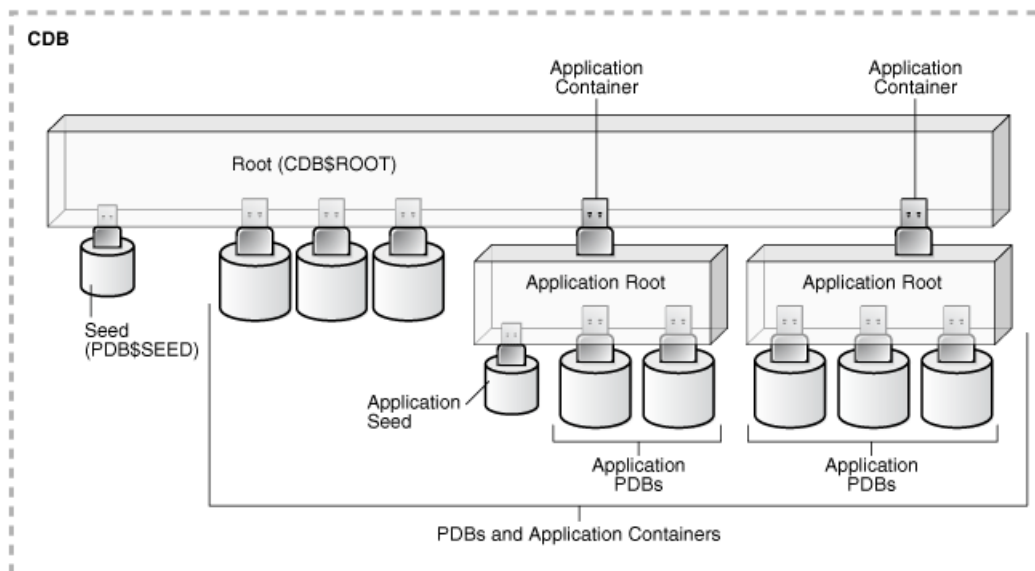 CDB
Application
Container
Application
Container
Root (CDB$ROOT)
Application Root
Application Root
Seed
(PDB$SEED)
Application
Seed
Application
PDBs
Application
PDBs
PDBs and Application Containers